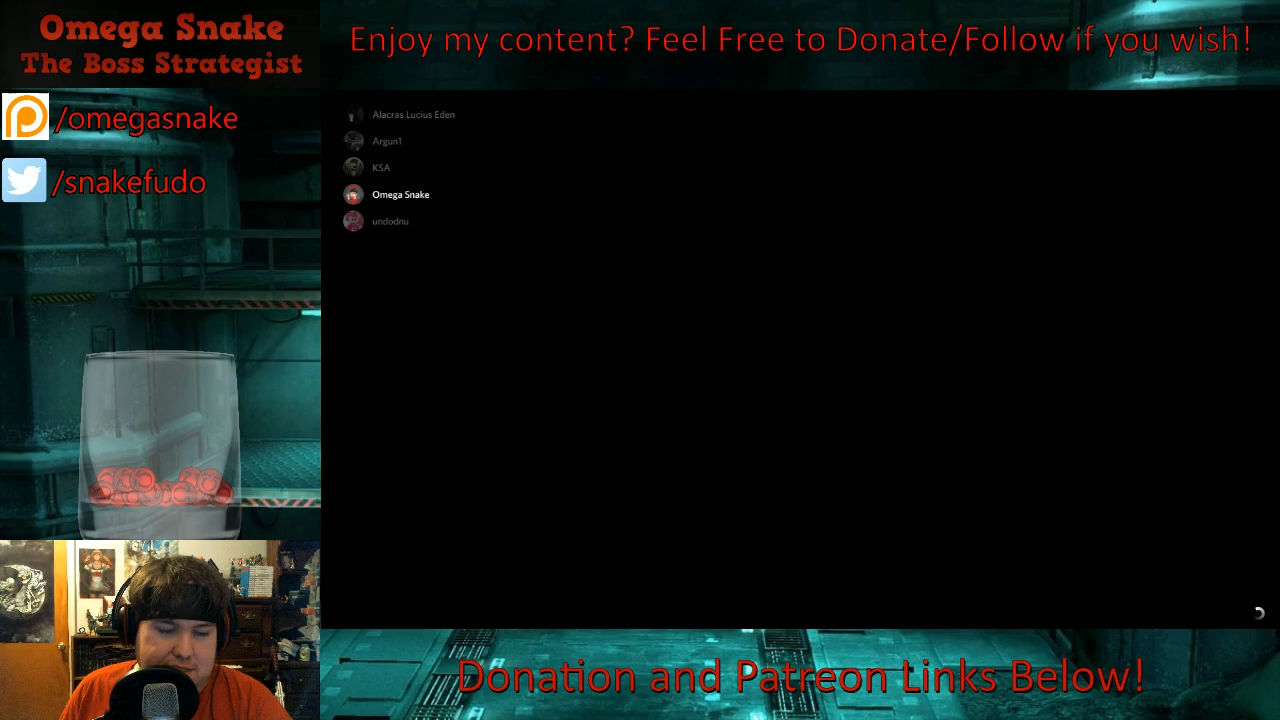 Omega Snake
The Boss Strategist
Enjoy my content? Feel Free to Donate/Follow if you wish!
/omegasnake
/snakefudo
Alacras Lucius Eden
Argun1
KSA
Omega Snake
undodnu
Donation and Patreon Links Below!